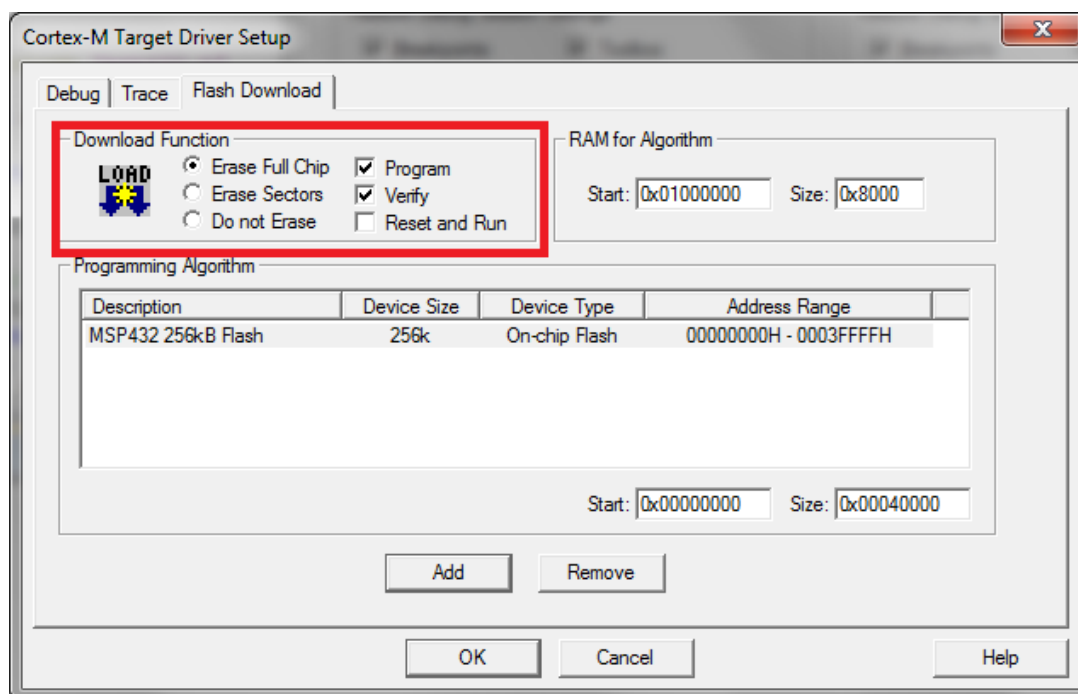 Cortex-M Target Driver Setup
Debug Trace Flash Download
Download Function
LOAD
Erase Full Chip Program
Erase Sectors Verify
Do not Erase Reset and Run
RAM for Algorithm
Start: 0x01000000 Size: 0x8000
Programming Algorithm
Description Device Size Device Type Address Range
MSP432 256kB Flash 256k On-chip Flash 00000000H - 0003FFFFH
Start: 0x00000000 Size: 0x00040000
Add Remove
OK Cancel Help